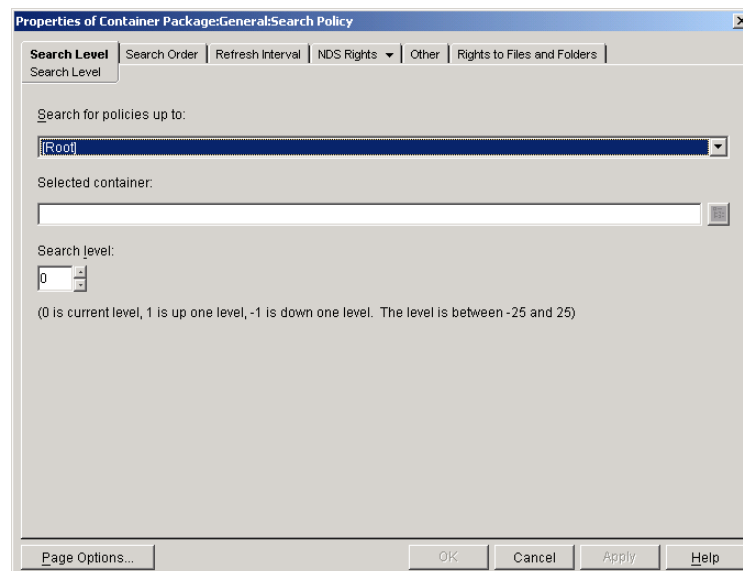 Properties of Container Package:General:Search Policy
Search Level Search Order Refresh Interval NDS Rights Other Rights to Files and Folders
Search Level
Search for policies up to:
[Root]
Selected container:
Search level:
0
(0 is current level, 1 is up one level, -1 is down one level. The level is between -25 and 25)
Page Options... OK Cancel Apply Help